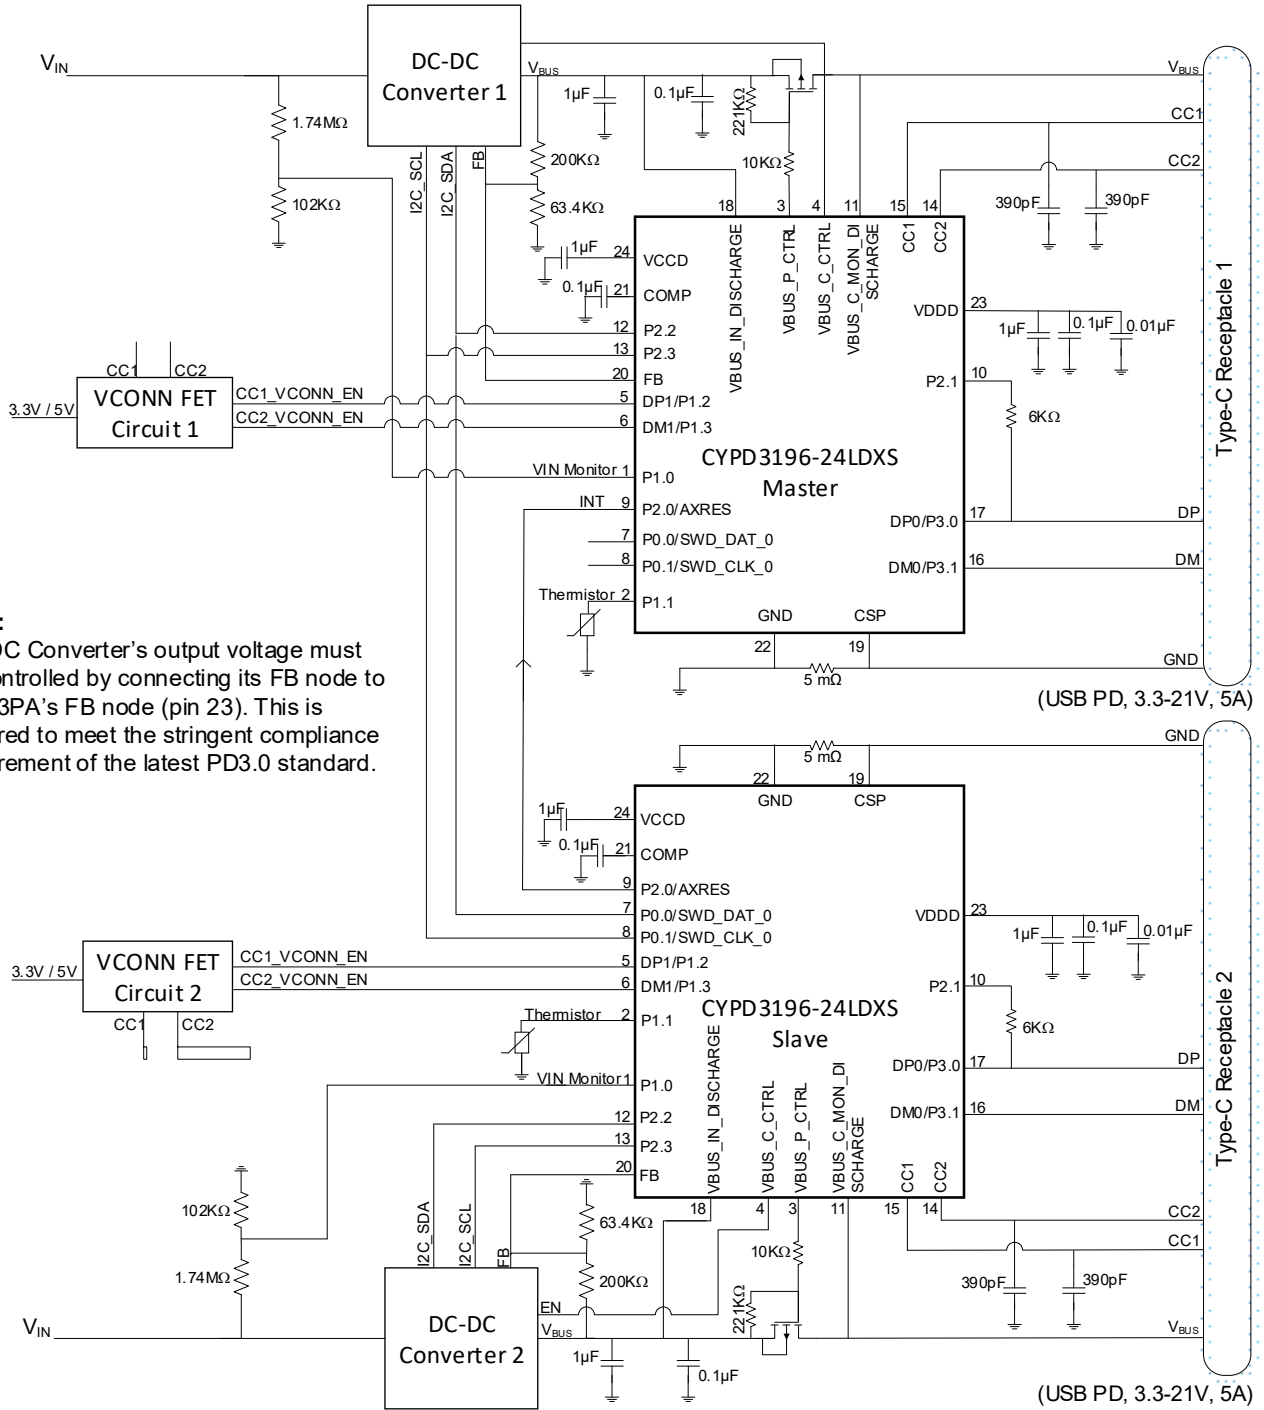 DC-DC
Converter 1
VIN
VBUS
1µF
0.1µF
221KΩ
VBUS
1.74MΩ
CC1
I2C_SCL
I2C_SDA
FB
200KΩ
10KΩ
CC2
102KΩ
63.4KΩ
18
3
4
11
15
14
390pF
390pF
1µF
24
VCCD
VBUS_IN_DISCHARGE
VBUS_P_CTRL
VBUS_C_CTRL
VBUS_C_MON_DI
SCHARGE
CC1
CC2
0.1µF
21
COMP
VDDD
23
12
P2.2
1µF
0.1µF
0.01µF
13
P2.3
CC1
CC2
20
FB
P2.1
10
VCONN FET
Circuit 1
3.3V / 5V
CC1_VCONN_EN
5
DP1/P1.2
CC2_VCONN_EN
6
DM1/P1.3
6KΩ
CYPD3196-24LDXS
Master
Type-C Receptacle 1
VIN Monitor
1
P1.0
INT
9
P2.0/AXRES
DP0/P3.0
17
DP
7
P0.0/SWD_DAT_0
8
P0.1/SWD_CLK_0
DM0/P3.1
16
DM
Thermistor
2
P1.1
GND
CSP
22
19
5 mΩ
GND
(USB PD, 3.3-21V, 5A)
:
DC Converter's output voltage must
ontrolled by connecting its FB node to
3PA's FB node (pin 23). This is
red to meet the stringent compliance
rement of the latest PD3.0 standard.
GND
5 mΩ
22
19
GND
CSP
1µF
24
VCCD
0.1µF
21
COMP
9
P2.0/AXRES
7
P0.0/SWD_DAT_0
VDDD
23
8
P0.1/SWD_CLK_0
1µF
0.1µF
0.01µF
VCONN FET
Circuit 2
3.3V / 5V
CC1_VCONN_EN
5
DP1/P1.2
CC2_VCONN_EN
6
DM1/P1.3
P2.1
10
CC1
CC2
Thermistor
2
P1.1
CYPD3196-24LDXS
Slave
6KΩ
Type-C Receptacle 2
VIN Monitor
1
P1.0
DP0/P3.0
17
DP
12
P2.2
DM0/P3.1
16
DM
13
P2.3
20
FB
VBUS_IN_DISCHARGE
VBUS_C_CTRL
VBUS_P_CTRL
VBUS_C_MON_DI
SCHARGE
CC1
CC2
18
4
3
11
15
14
102KΩ
I2C_SDA
I2C_SCL
FB
63.4KΩ
CC2
10KΩ
CC1
1.74MΩ
200KΩ
390pF
390pF
EN
221KΩ
VIN
DC-DC
Converter 2
VBUS
1µF
0.1µF
VBUS
(USB PD, 3.3-21V, 5A)